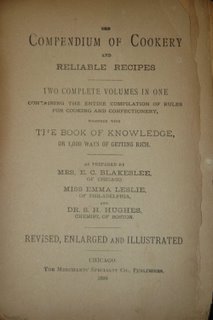 THE
COMPENDIUM OF COOKERY
AND
RELIABLE RECIPES
TWO COMPLETE VOLUMES IN ONE
CONTAINING THE ENTIRE COMPILATION OF RULES
FOR COOKING AND CONFECTIONERY,
TOGETHER WITH
THE BOOK OF KNOWLEDGE,
OR 1,000 WAYS OF GETTING RICH.
AS PREPARED BY
MRS. E. C. BLAKESLEE,
OF CHICAGO
MISS EMMA LESLIE,
OF PHILADELPHIA,
AND
DR. S. H. HUGHES,
CHEMIST, OF BOSTON.
REVISED, ENLARGED AND ILLUSTRATED
CHICAGO
THE MERCHANTS' SPECIALTY CO., PUBLISHERS.